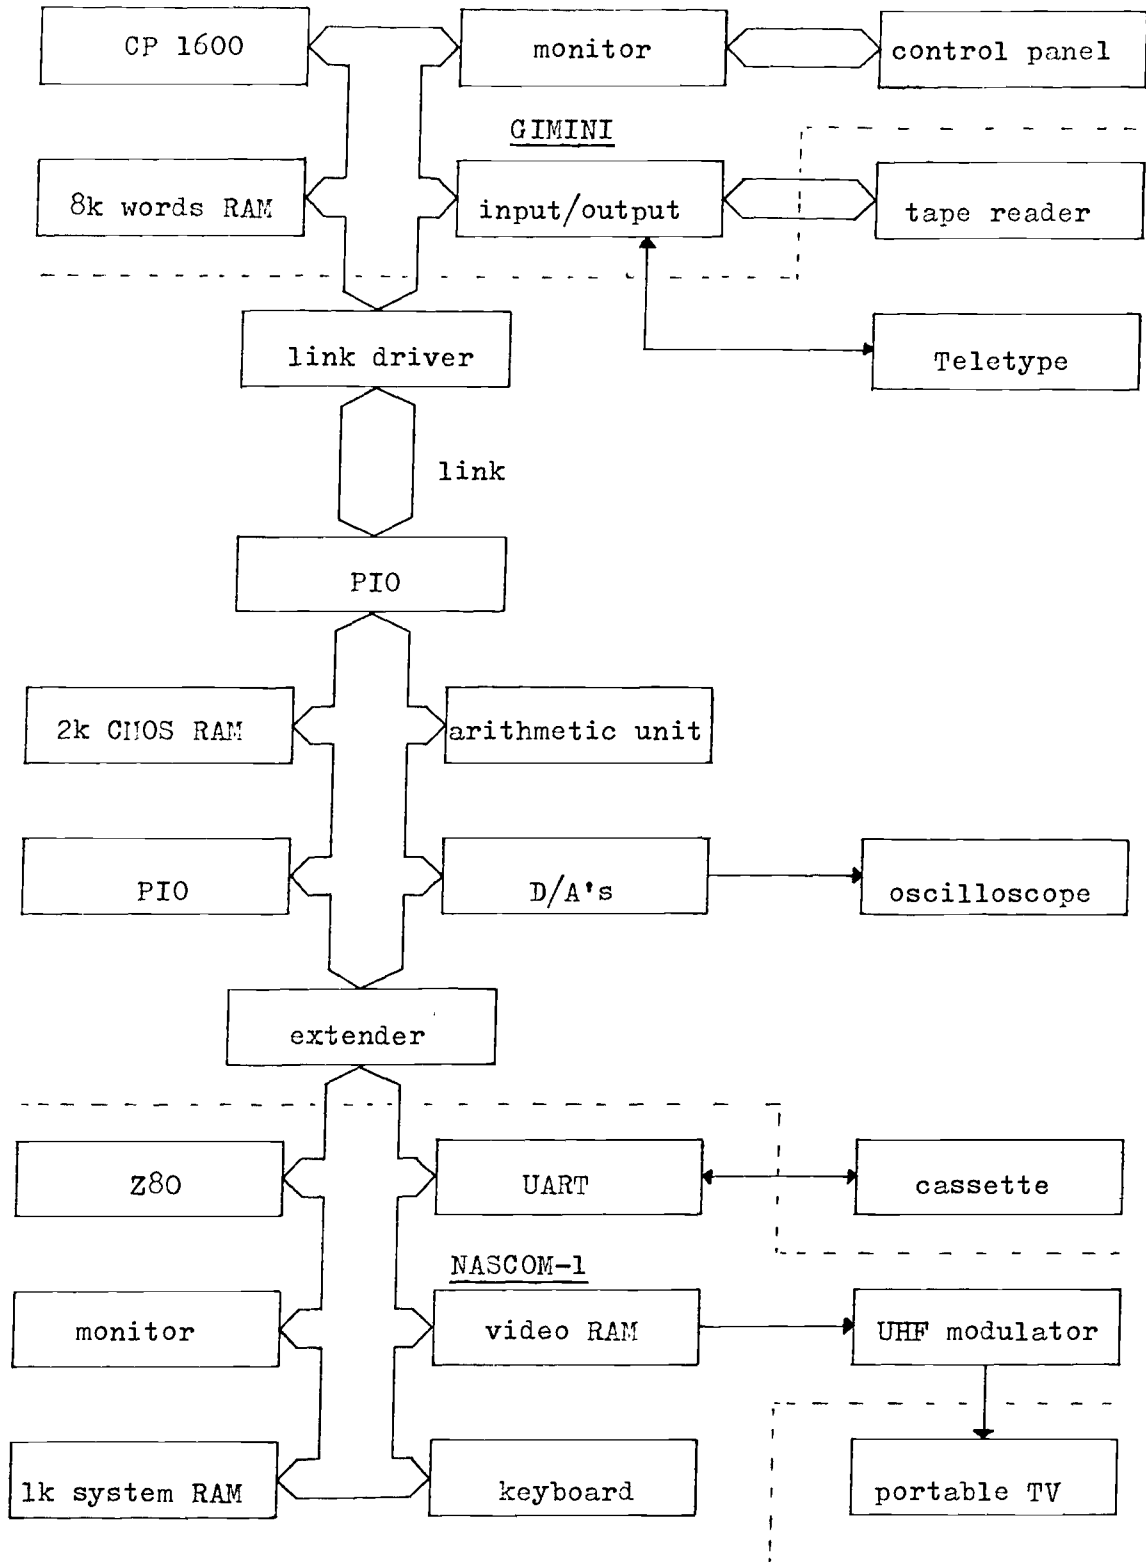 CP 1600
monitor
control panel
GIMINI
8k words RAM
input/output
tape reader
link driver
Teletype
link
PIO
2k CMOS RAM
arithmetic unit
PIO
D/A's
oscilloscope
extender
Z80
UART
cassette
NASCOM-1
monitor
video RAM
UHF modulator
1k system RAM
keyboard
portable TV